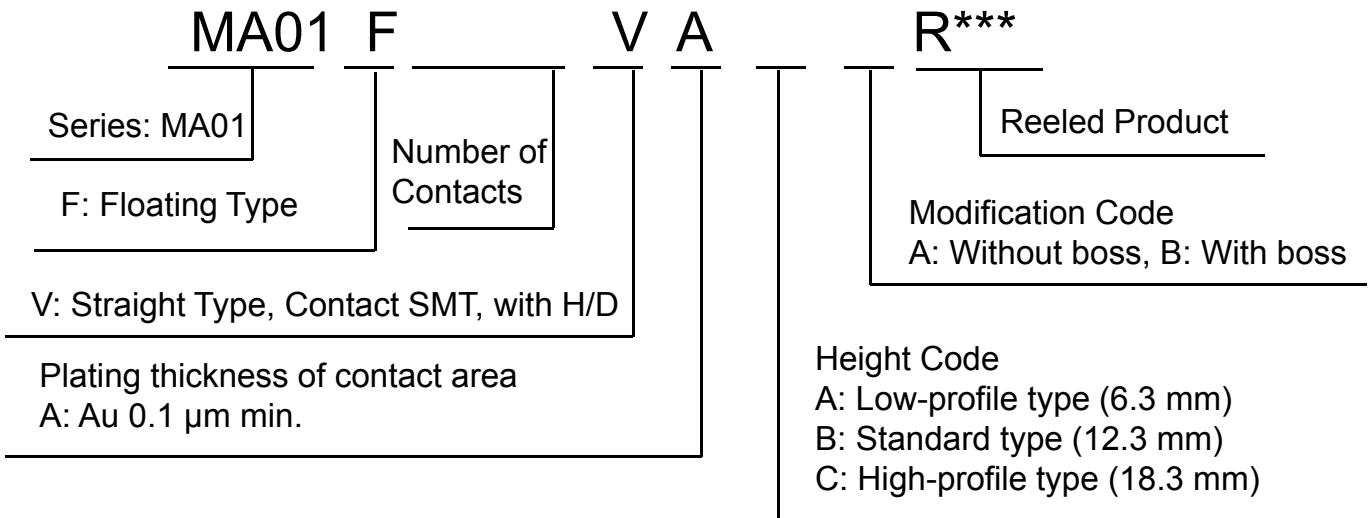 MA01 F V A R***
Series: MA01
Reeled Product
Number of
Contacts
F: Floating Type
Modification Code
A: Without boss, B: With boss
V: Straight Type, Contact SMT, with H/D
Plating thickness of contact area
A: Au 0.1 μm min.
Height Code
A: Low-profile type (6.3 mm)
B: Standard type (12.3 mm)
C: High-profile type (18.3 mm)